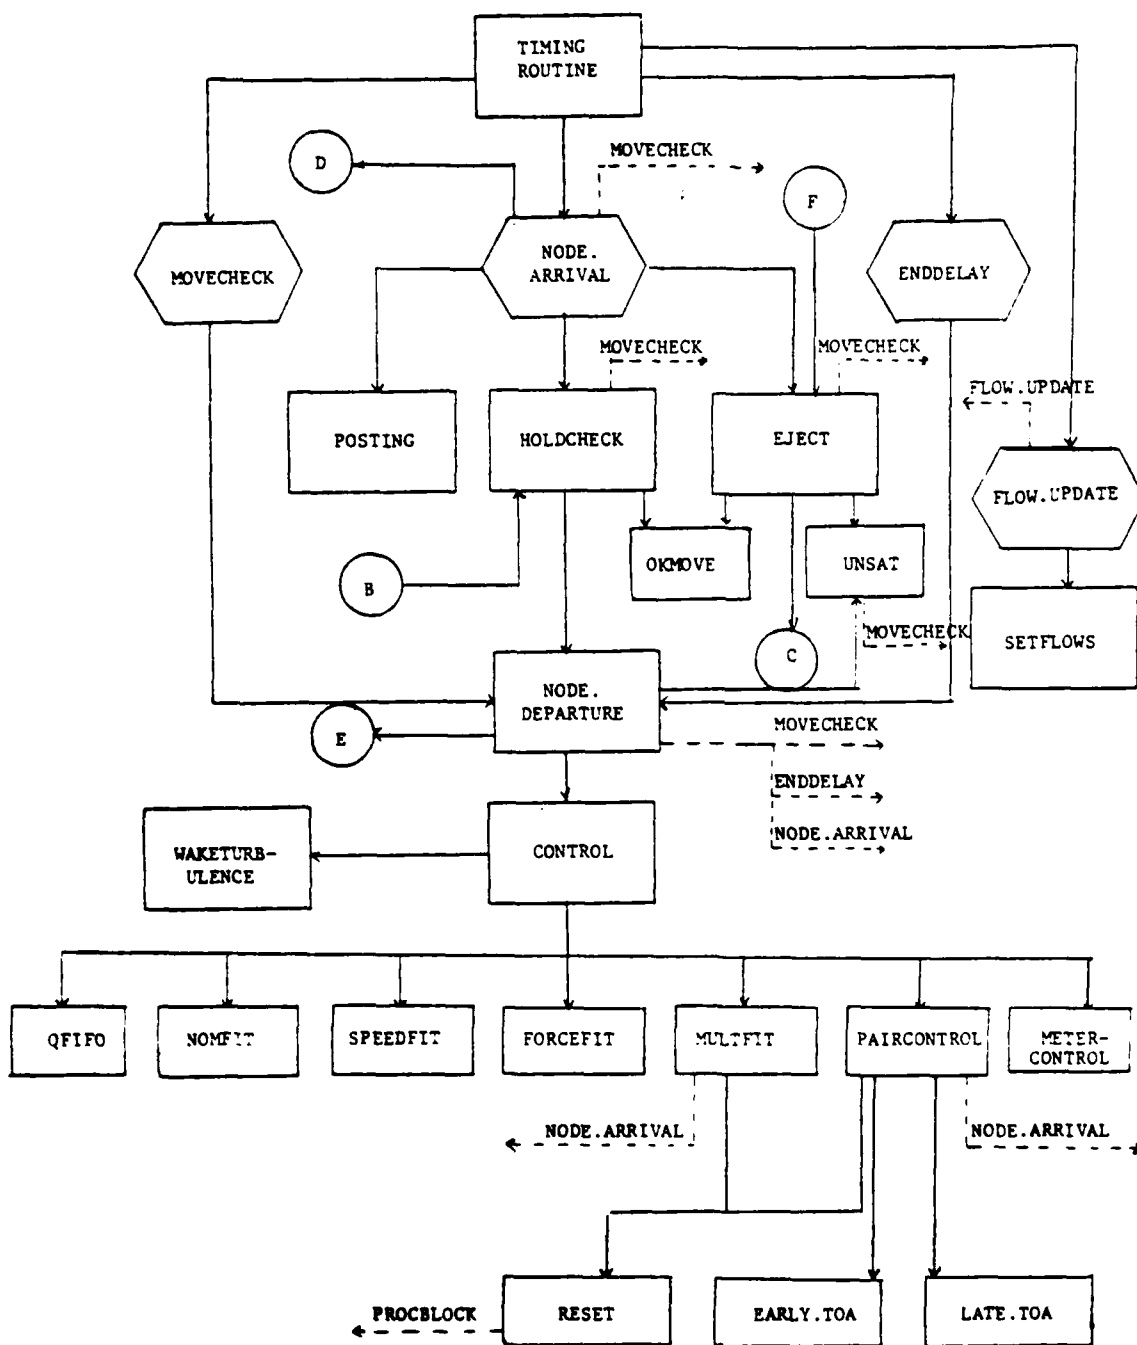 TIMING
ROUTINE
D
MOVECHECK
F
MOVECHECK
NODE.
ARRIVAL
ENDDELAY
MOVECHECK
MOVECHECK
FLOW.UPDATE
POSTING
HOLDCHECK
EJECT
FLOW.UPDATE
B
OKMOVE
UNSAT
MOVECHECK
SETFLOWS
C
NODE.
DEPARTURE
E
MOVECHECK
ENDDELAY
NODE.ARRIVAL
WAKETURB-
ULENCE
CONTROL
QFIFO
NOMFIT
SPEEDFIT
FORCEFIT
MULTFIT
PAIRCONTROL
METER-
CONTROL
NODE.ARRIVAL
NODE.ARRIVAL
PROCBLOCK
RESET
EARLY.TOA
LATE.TOA